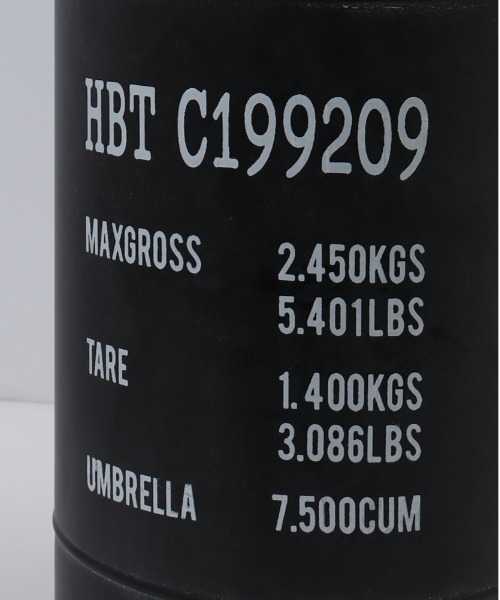 HBT C199209
MAXGROSS 2.450KGS
5.401LBS
TARE 1.400KGS
3.086LBS
UMBRELLA 7.500CUM